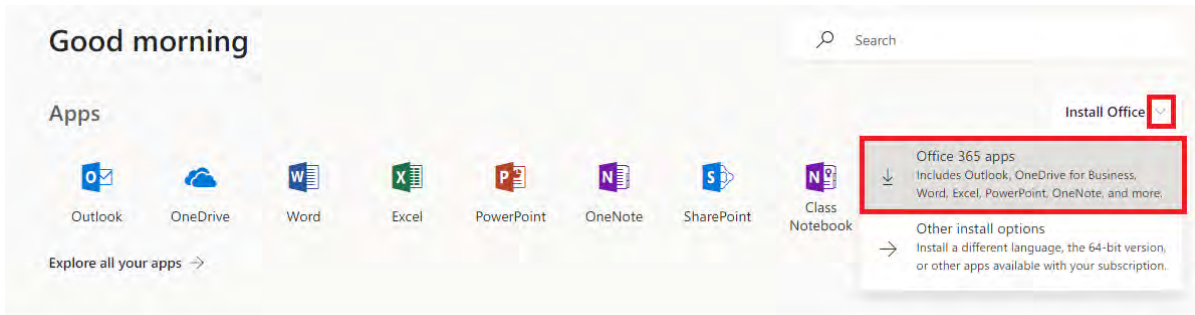 Good morning
Search
Apps
Install Office
Office 365 apps
Includes Outlook, OneDrive for Business,
Word, Excel, PowerPoint, OneNote, and more.
Outlook
OneDrive
Word
Excel
PowerPoint
OneNote
SharePoint
Class
Notebook
Other install options
Install a different language, the 64-bit version,
or other apps available with your subscription.
Explore all your apps →